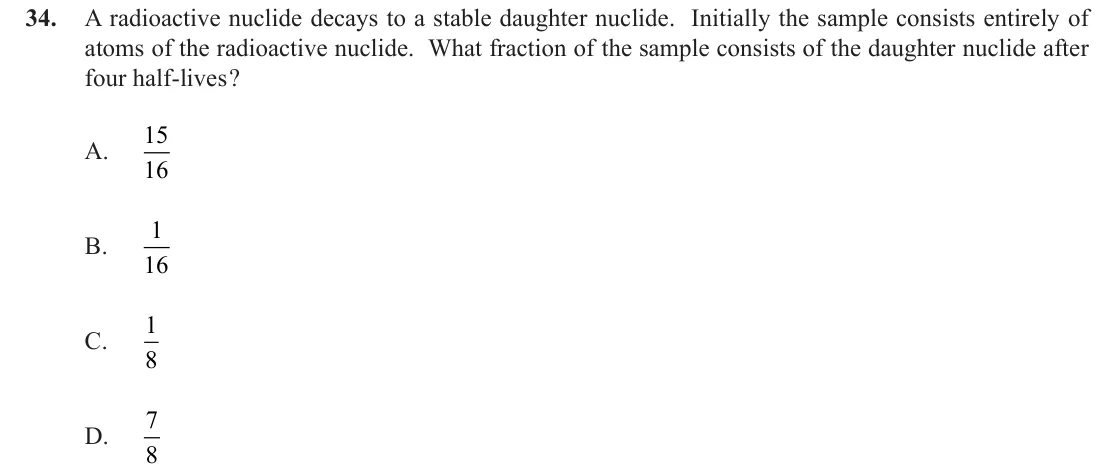 34. A radioactive nuclide decays to a stable daughter nuclide. Initially the sample consists entirely of
atoms of the radioactive nuclide. What fraction of the sample consists of the daughter nuclide after
four half-lives?
A. 15/16
B. 1/16
C. 1/8
D. 7/8